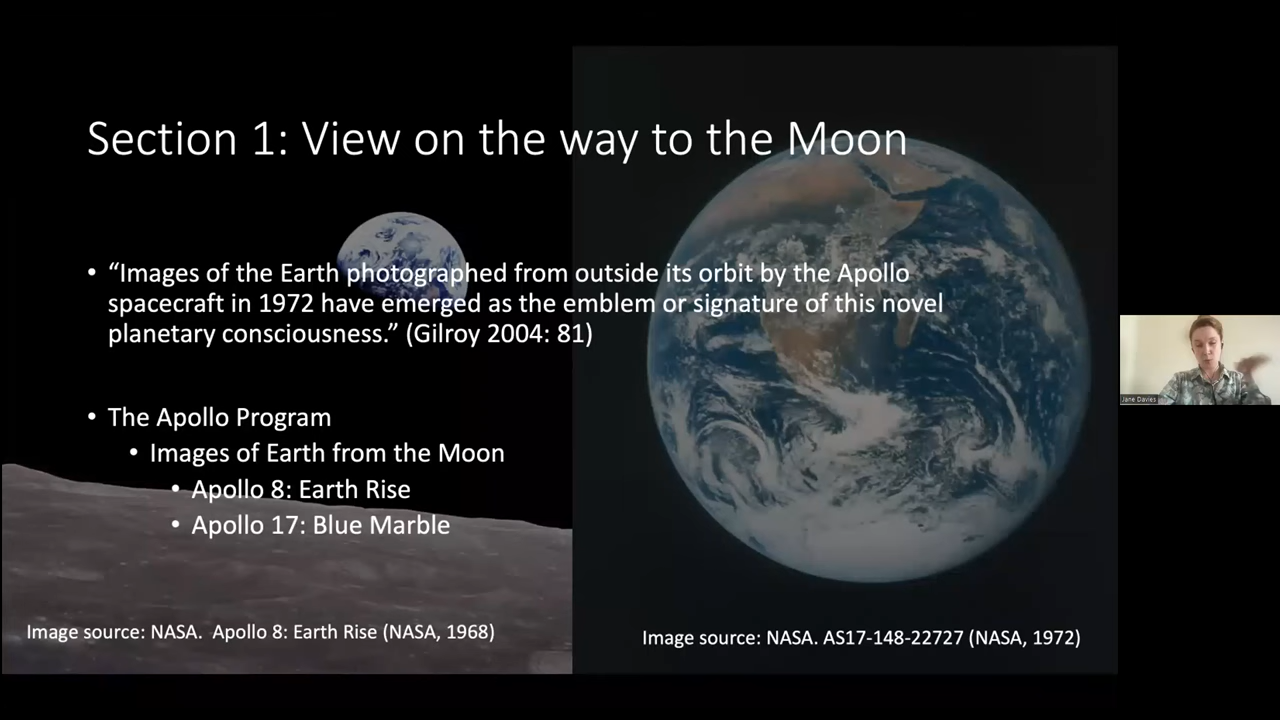 Section 1: View on the way to the Moon
• “Images of the Earth photographed from outside its orbit by the Apollo
spacecraft in 1972 have emerged as the emblem or signature of this novel
planetary consciousness.” (Gilroy 2004: 81)
• The Apollo Program
• Images of Earth from the Moon
• Apollo 8: Earth Rise
• Apollo 17: Blue Marble
Image source: NASA.  Apollo 8: Earth Rise (NASA, 1968)
Image source: NASA. AS17-148-22727 (NASA, 1972)
Jane Davies